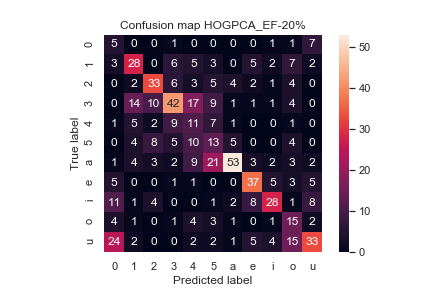 Confusion map HOGPCA_EF-20%
0 5 0 0 1 0 0 0 0 1 1 7
1 3 28 0 6 5 3 0 5 2 7 2
2 0 2 33 6 3 5 4 2 1 4 0
3 0 14 10 42 17 9 1 1 1 4 0
4 1 5 2 9 11 7 1 0 0 1 0
5 0 4 8 5 10 13 5 0 0 4 0
a 1 4 3 2 9 21 53 3 2 3 2
e 5 0 0 1 1 0 0 37 5 3 5
i 11 1 4 0 0 1 2 8 28 1 8
o 4 1 0 1 4 3 1 0 1 15 2
u 24 2 0 0 2 2 1 5 4 15 33
0 1 2 3 4 5 a e i o u
Predicted label
True label
50
40
30
20
10
0